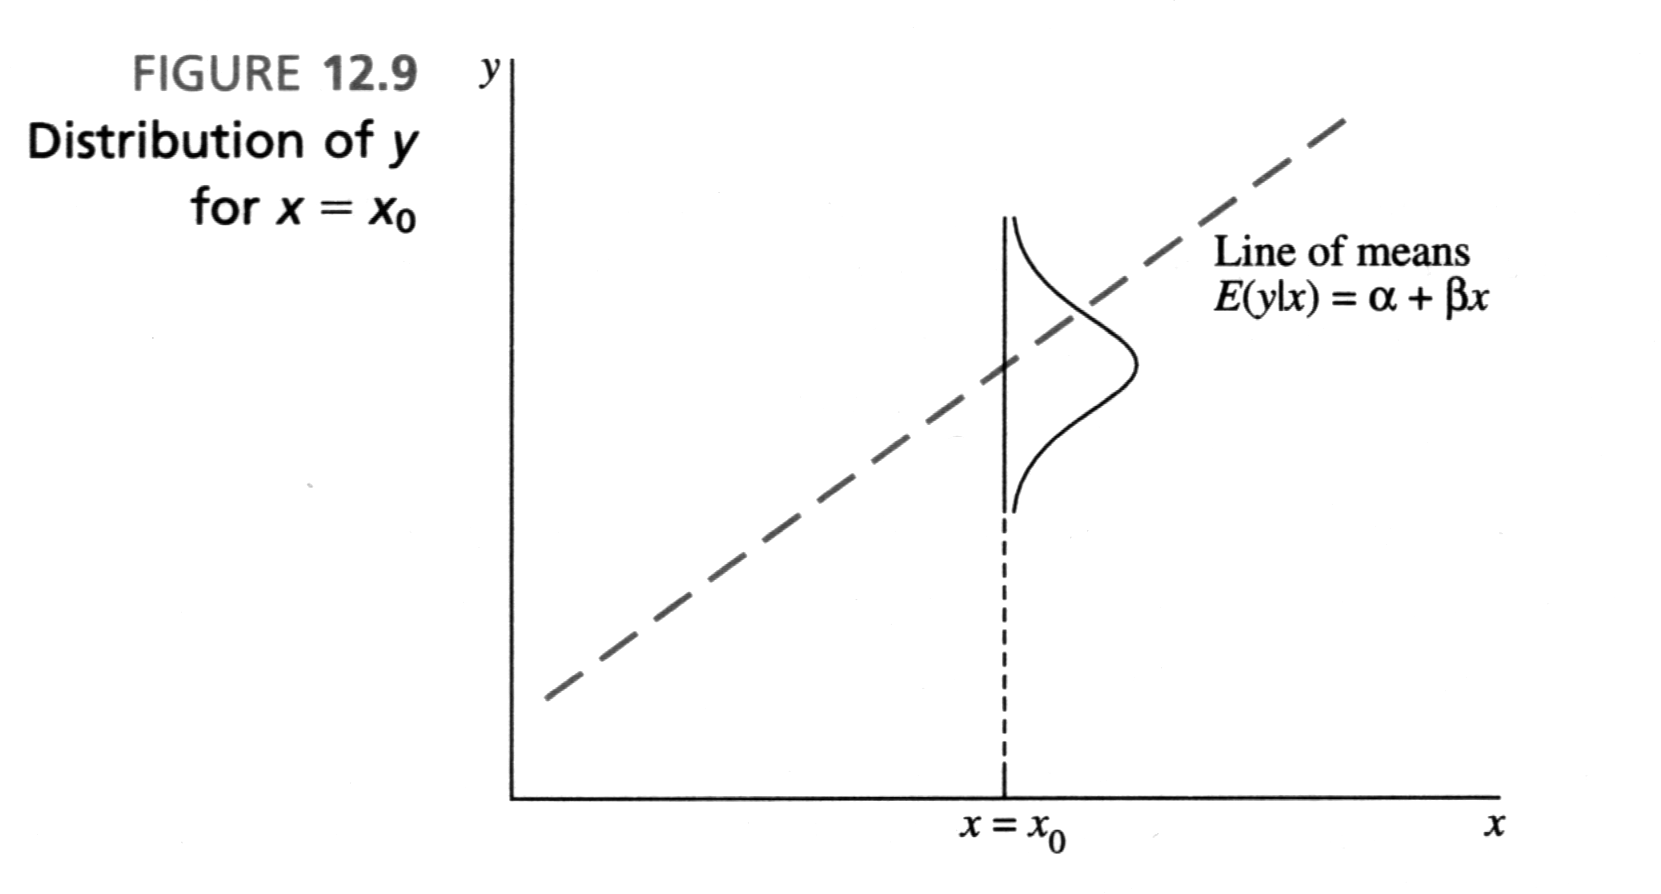 FIGURE 12.9
Distribution of y
for x = x₀
y
Line of means
E(y|x) = α + βx
x = x₀
x